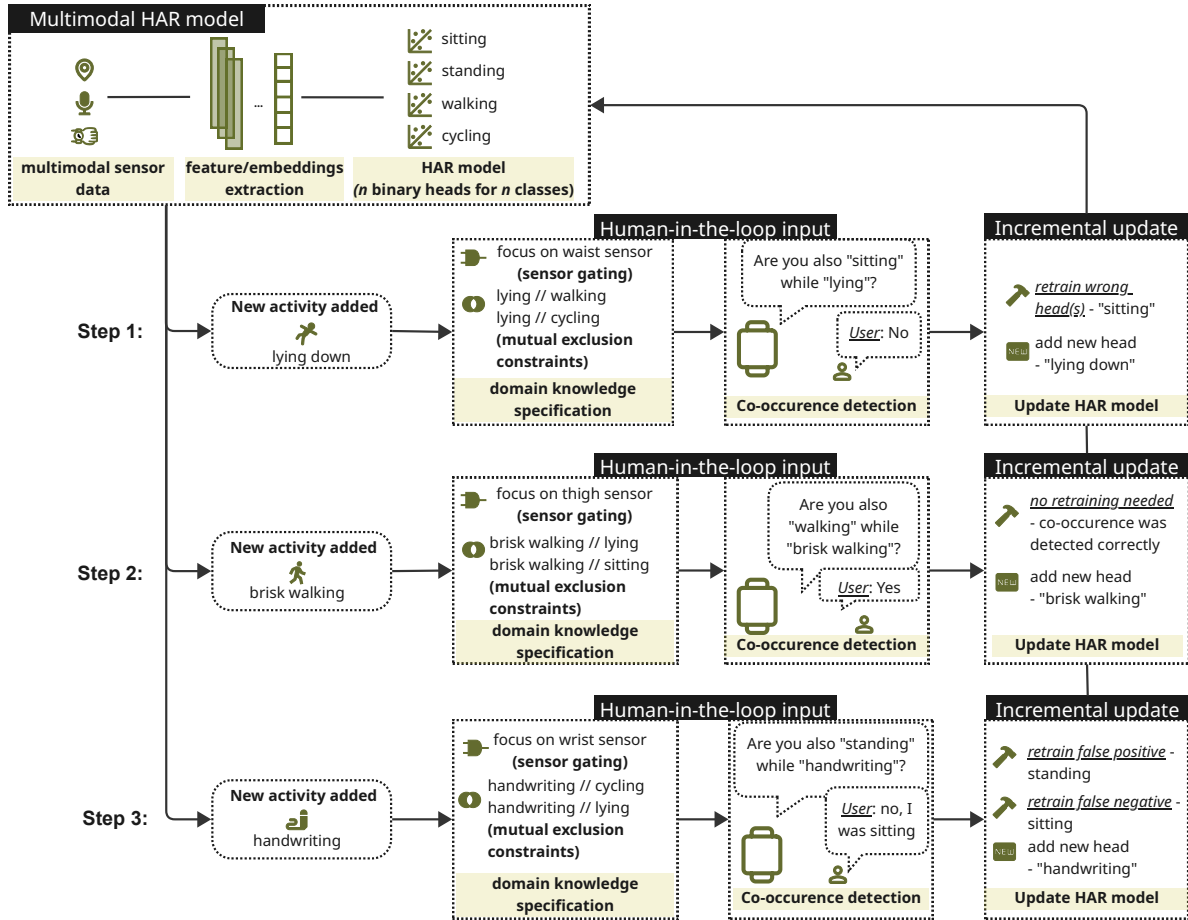 Multimodal HAR model
sitting
standing
walking
cycling
...
multimodal sensor
data
feature/embeddings
extraction
HAR model
(n binary heads for n classes)
Step 1:
New activity added
lying down
Human-in-the-loop input
focus on waist sensor
(sensor gating)
lying // walking
lying // cycling
(mutual exclusion
constraints)
domain knowledge
specification
Are you also "sitting"
while "lying"?
User: No
Co-occurence detection
Incremental update
retrain wrong
head(s) - "sitting"
NEW
add new head
- "lying down"
Update HAR model
Step 2:
New activity added
brisk walking
Human-in-the-loop input
focus on thigh sensor
(sensor gating)
brisk walking // lying
brisk walking // sitting
(mutual exclusion
constraints)
domain knowledge
specification
Are you also
"walking" while
"brisk walking"?
User: Yes
Co-occurence detection
Incremental update
no retraining needed
- co-occurence was
detected correctly
NEW
add new head
- "brisk walking"
Update HAR model
Step 3:
New activity added
handwriting
Human-in-the-loop input
focus on wrist sensor
(sensor gating)
handwriting // cycling
handwriting // lying
(mutual exclusion
constraints)
domain knowledge
specification
Are you also "standing"
while "handwriting"?
User: no, I
was sitting
Co-occurence detection
Incremental update
retrain false positive -
standing
retrain false negative -
sitting
NEW
add new head
- "handwriting"
Update HAR model